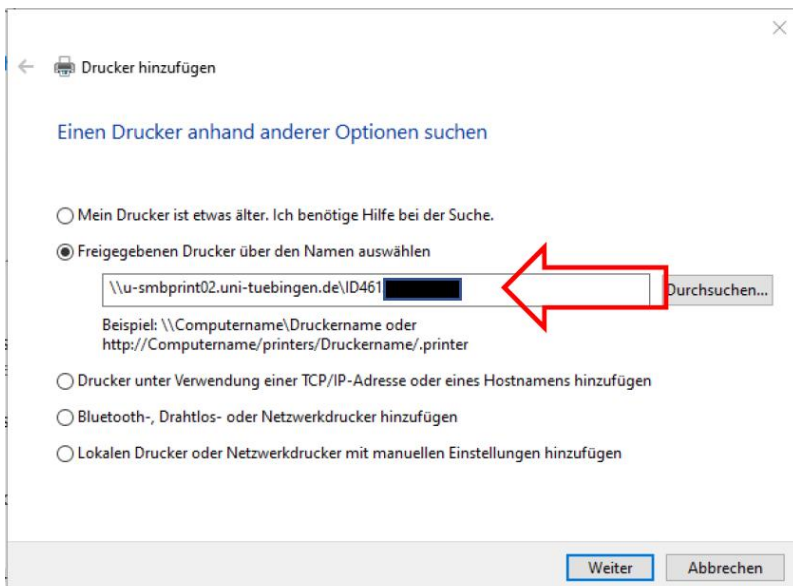 Drucker hinzufügen
Einen Drucker anhand anderer Optionen suchen
Mein Drucker ist etwas älter. Ich benötige Hilfe bei der Suche.
Freigegebenen Drucker über den Namen auswählen
\\u-smbprint02.uni-tuebingen.de\ID461
Durchsuchen...
Beispiel: \\Computername\Druckername oder
http://Computername/printers/Druckername/.printer
Drucker unter Verwendung einer TCP/IP-Adresse oder eines Hostnamens hinzufügen
Bluetooth-, Drahtlos- oder Netzwerkdrucker hinzufügen
Lokalen Drucker oder Netzwerkdrucker mit manuellen Einstellungen hinzufügen
Weiter
Abbrechen